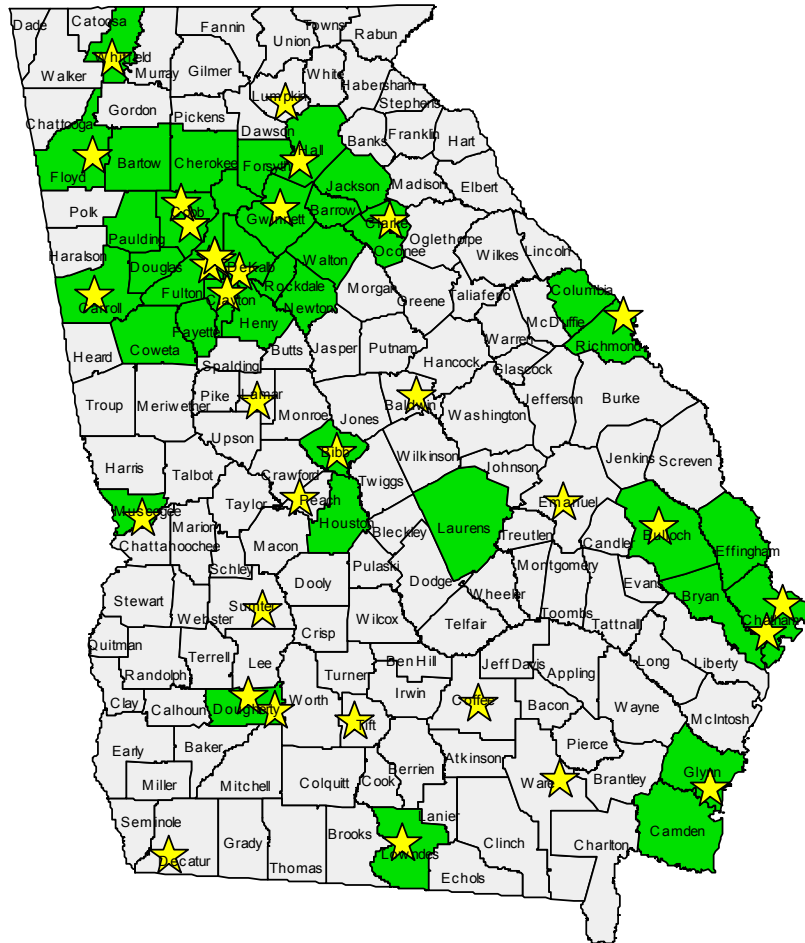 Dade
Catoosa
Fannin
Towns
Union
Rabun
Whitfield
Walker
Murray
Gilmer
White
Habersham
Stephens
Lumpkin
Chattooga
Gordon
Pickens
Dawson
Banks
Franklin
Hart
Floyd
Bartow
Cherokee
Forsyth
Hall
Jackson
Madison
Elbert
Polk
Cobb
Gwinnett
Barrow
Clarke
Oglethorpe
Oconee
Wilkes
Lincoln
Haralson
Paulding
Douglas
DeKalb
Walton
Morgan
Greene
Taliafero
Columbia
Carroll
Fulton
Clayton
Rockdale
Newton
McDuffie
Richmond
Warren
Heard
Coweta
Fayette
Henry
Spalding
Butts
Jasper
Putnam
Hancock
Glascock
Troup
Meriwether
Pike
Lamar
Monroe
Jones
Baldwin
Washington
Jefferson
Burke
Upson
Bibb
Wilkinson
Johnson
Jenkins
Screven
Harris
Talbot
Crawford
Peach
Twiggs
Taylor
Houston
Laurens
Emanuel
Muscogee
Marion
Chattahoochee
Macon
Bleckley
Treutlen
Candler
Bulloch
Effingham
Schley
Pulaski
Dooly
Dodge
Wheeler
Montgomery
Evans
Bryan
Stewart
Webster
Sumter
Crisp
Wilcox
Telfair
Toombs
Tattnall
Chatham
Quitman
Randolph
Terrell
Lee
Turner
Ben Hill
Jeff Davis
Appling
Long
Liberty
Clay
Calhoun
Dougherty
Worth
Irwin
Tift
Coffee
Bacon
Wayne
McIntosh
Early
Baker
Miller
Mitchell
Colquitt
Cook
Berrien
Atkinson
Pierce
Ware
Brantley
Glynn
Seminole
Decatur
Grady
Thomas
Brooks
Lanier
Lowndes
Clinch
Echols
Charlton
Camden